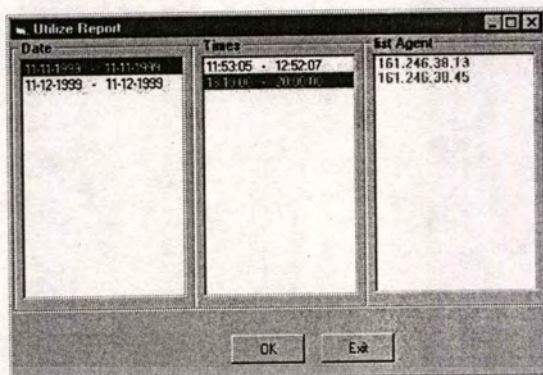 Utilize Report
Date
11-11-1999 - 11-11-1999
11-12-1999 - 11-12-1999
Times
11:53:05 - 12:52:07
list Agent
161.246.38.13
161.246.38.45
OK
Exit